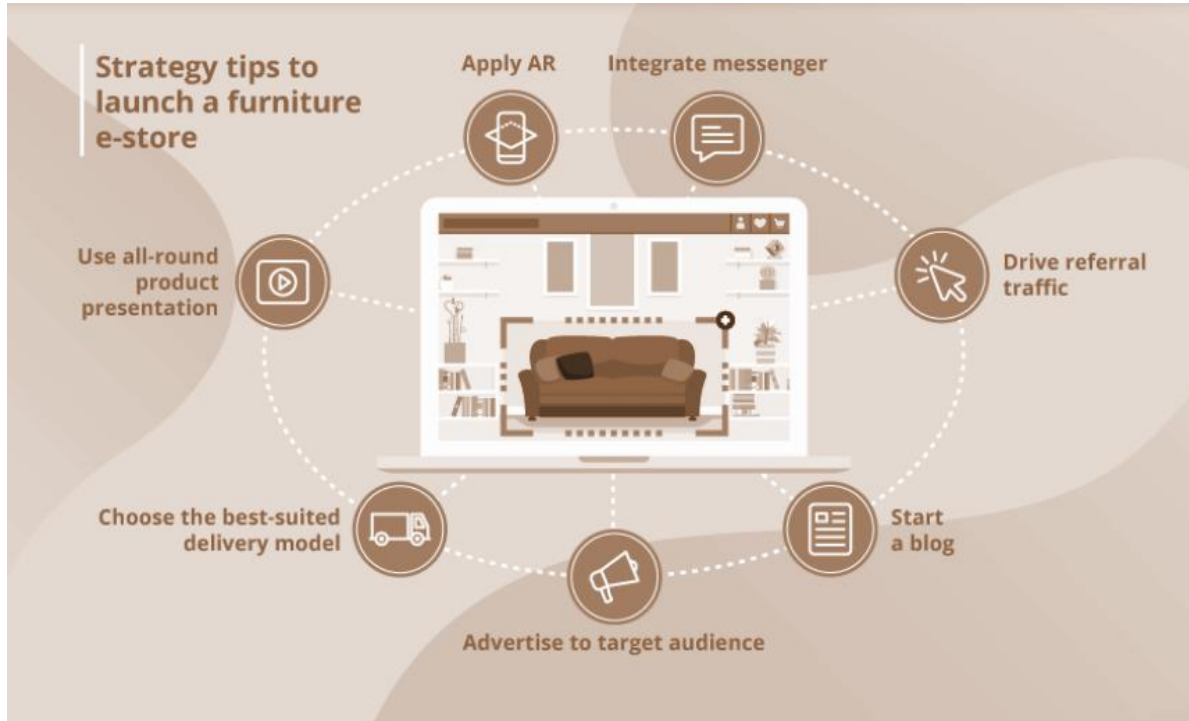 Strategy tips to
launch a furniture
e-store
Apply AR
Integrate messenger
Use all-round
product
presentation
Drive referral
traffic
Choose the best-suited
delivery model
Start
a blog
Advertise to target audience